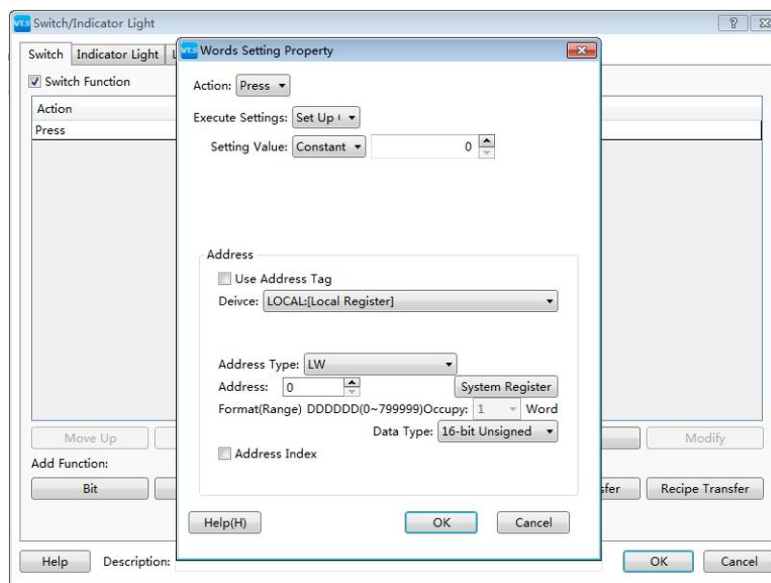 VT.S Switch/Indicator Light
Switch Indicator Light
Switch Function
Action
Press
Move Up
Modify
Add Function:
Bit
Recipe Transfer
Help Description: OK Cancel
Words Setting Property
Action: Press
Execute Settings: Set Up
Setting Value: Constant 0
Address
Use Address Tag
Deivce: LOCAL:[Local Register]
Address Type: LW
Address: 0 System Register
Format(Range) DDDDDD(0~799999)Occupy: 1 Word
Data Type: 16-bit Unsigned
Address Index
Help(H) OK Cancel